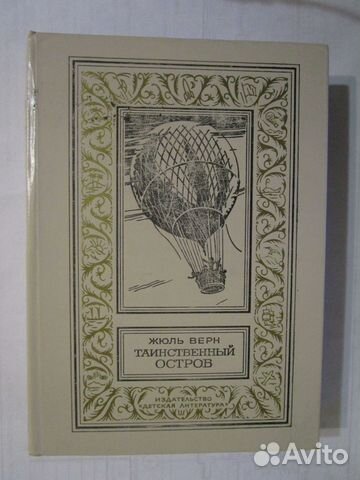 ЖЮЛЬ ВЕРН
ТАИНСТВЕННЫЙ
ОСТРОВ
ИЗДАТЕЛЬСТВО
«ДЕТСКАЯ ЛИТЕРАТУРА»
Avito